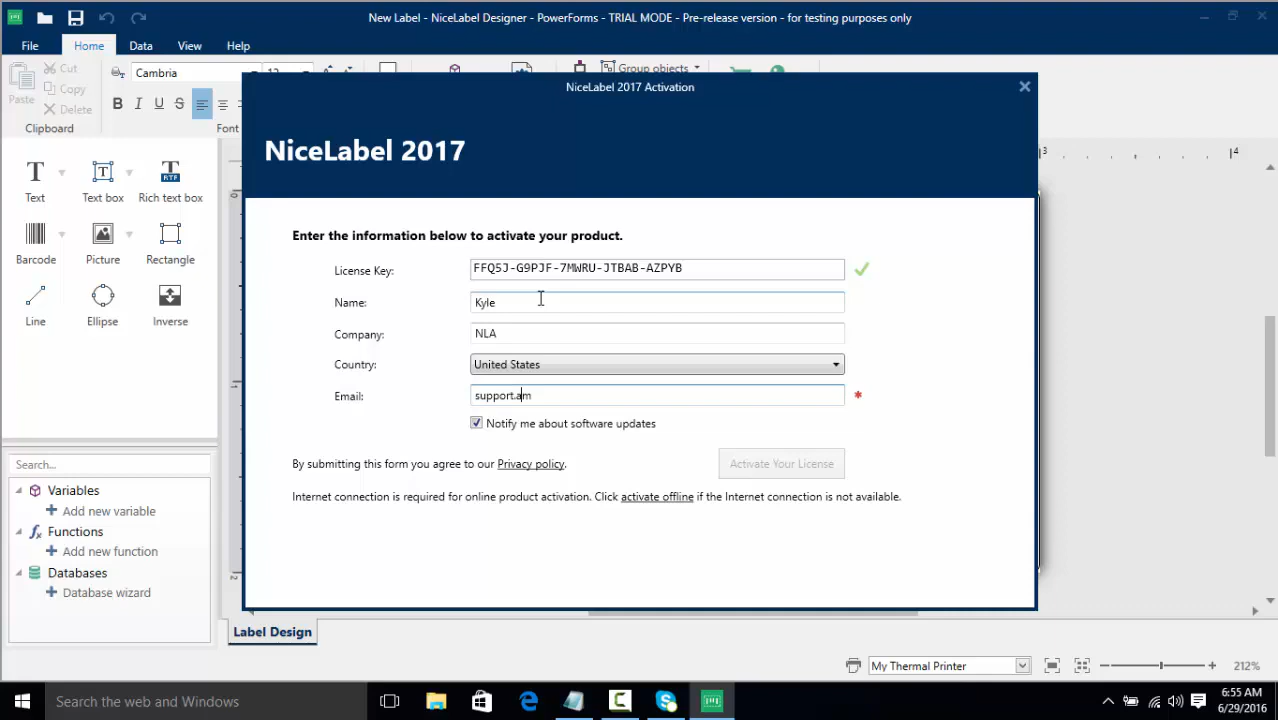 New Label - NiceLabel Designer - PowerForms - TRIAL MODE - Pre-release version - for testing purposes only
File Home Data View Help
Cut
Copy
Delete
Paste
Clipboard
Cambria 12
B I U S
Font
Group objects
NiceLabel 2017 Activation
NiceLabel 2017
Enter the information below to activate your product.
License Key: FFQ5J-G9PJF-7MWRU-JTBAB-AZPYB
Name: Kyle
Company: NLA
Country: United States
Email: support.am *
Notify me about software updates
By submitting this form you agree to our Privacy policy.
Activate Your License
Internet connection is required for online product activation. Click activate offline if the Internet connection is not available.
Text Text box Rich text box
Barcode Picture Rectangle
Line Ellipse Inverse
Search...
Variables
Add new variable
Functions
Add new function
Databases
Database wizard
3 4
0
1
2
Label Design
My Thermal Printer 212%
Search the web and Windows
6:55 AM
6/29/2016